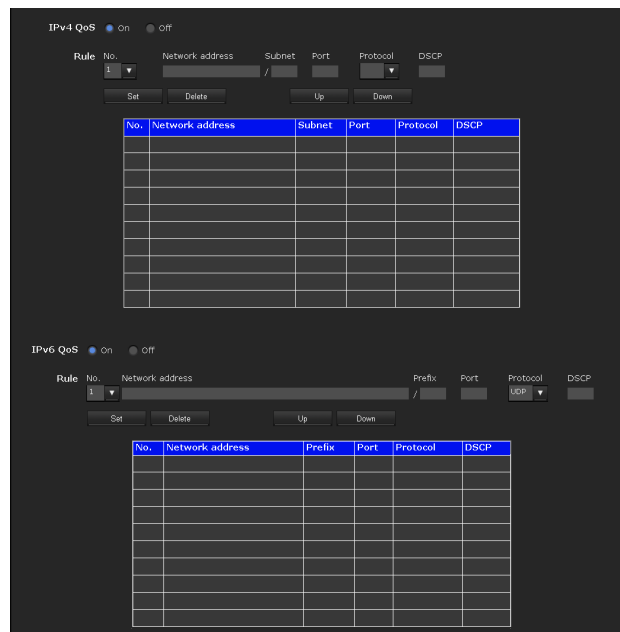 IPv4 QoS On Off
Rule No. Network address Subnet Port Protocol DSCP
1 /
Set Delete Up Down
No. Network address Subnet Port Protocol DSCP
IPv6 QoS On Off
Rule No. Network address Prefix Port Protocol DSCP
1 / UDP
Set Delete Up Down
No. Network address Prefix Port Protocol DSCP